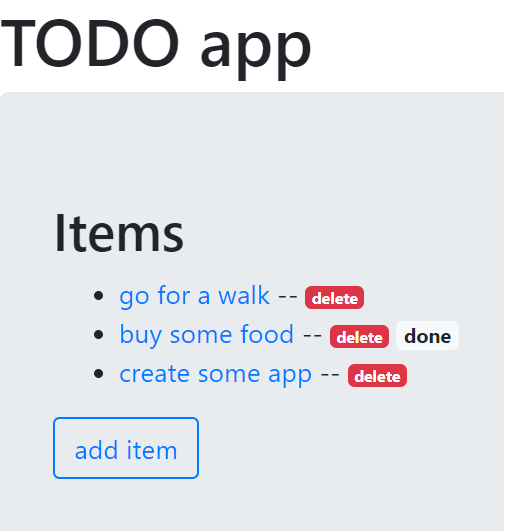 TODO app
Items
go for a walk -- delete
buy some food -- delete done
create some app -- delete
add item